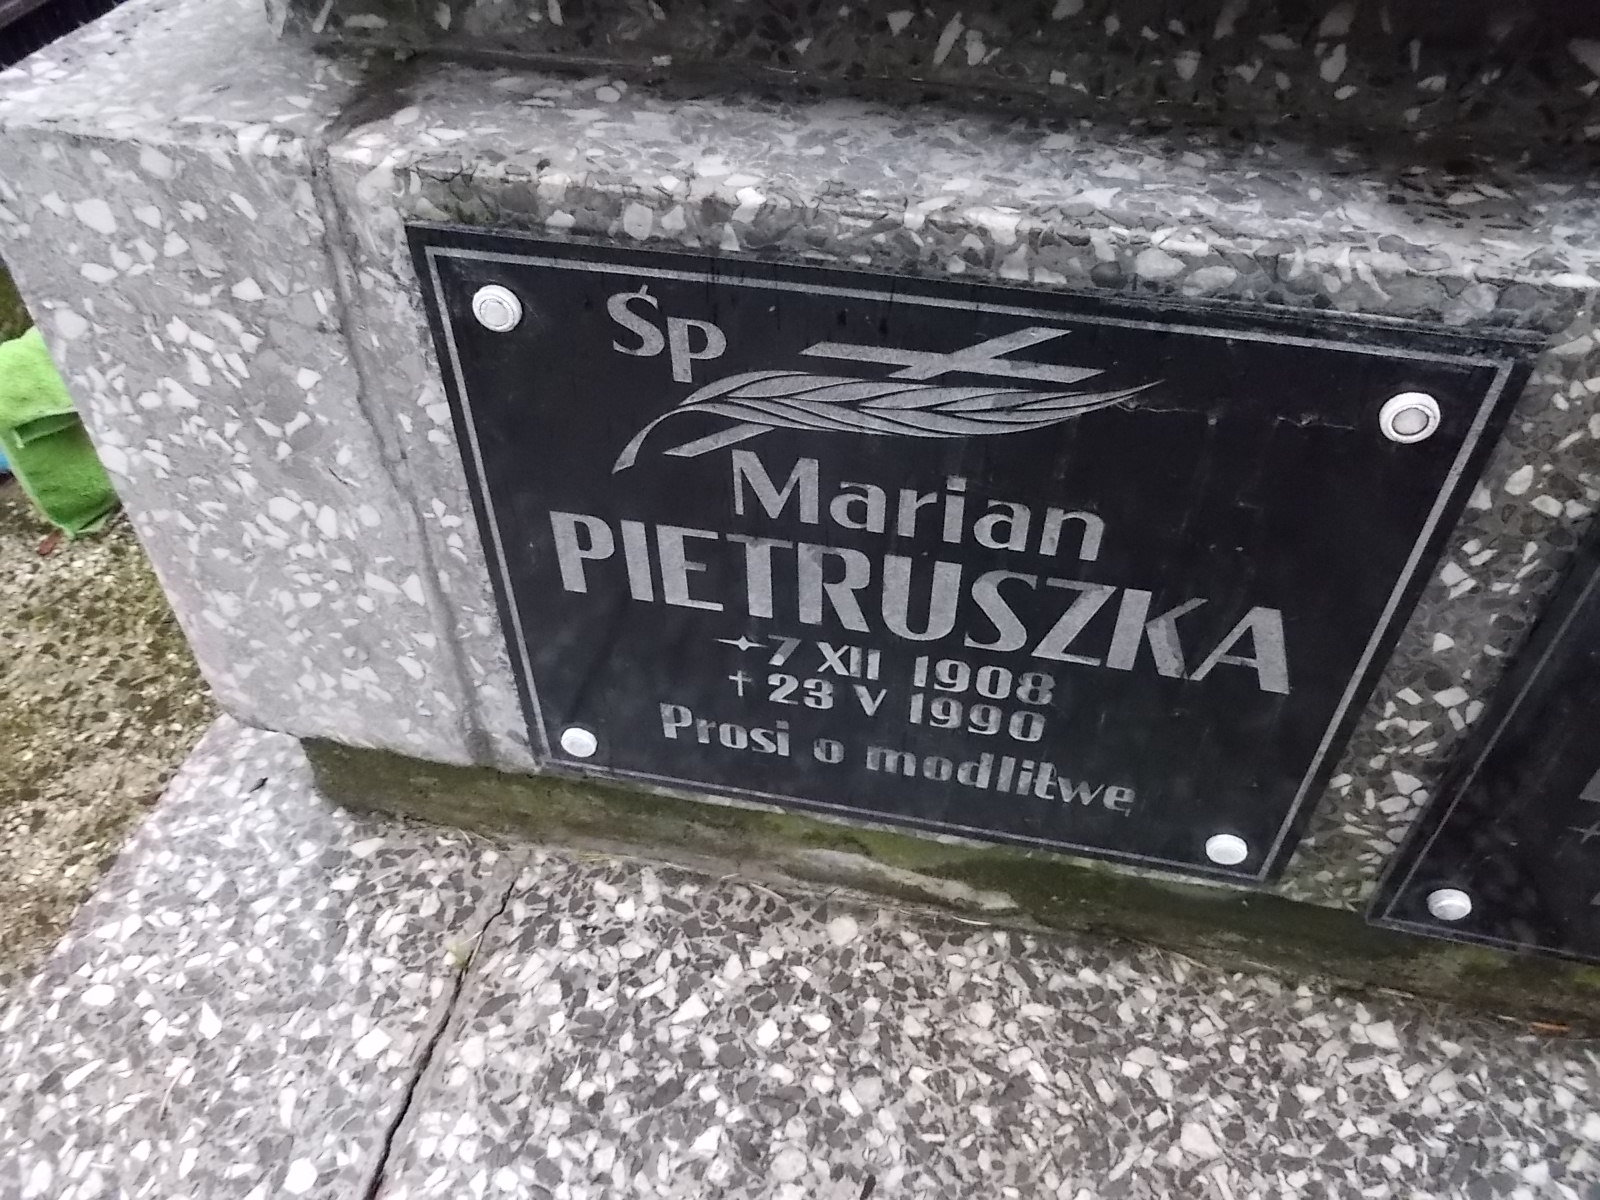 Śp
Marian
PIETRUSZKA
7 XII 1908
✝ 23 V 1990
Prosi o modlitwę